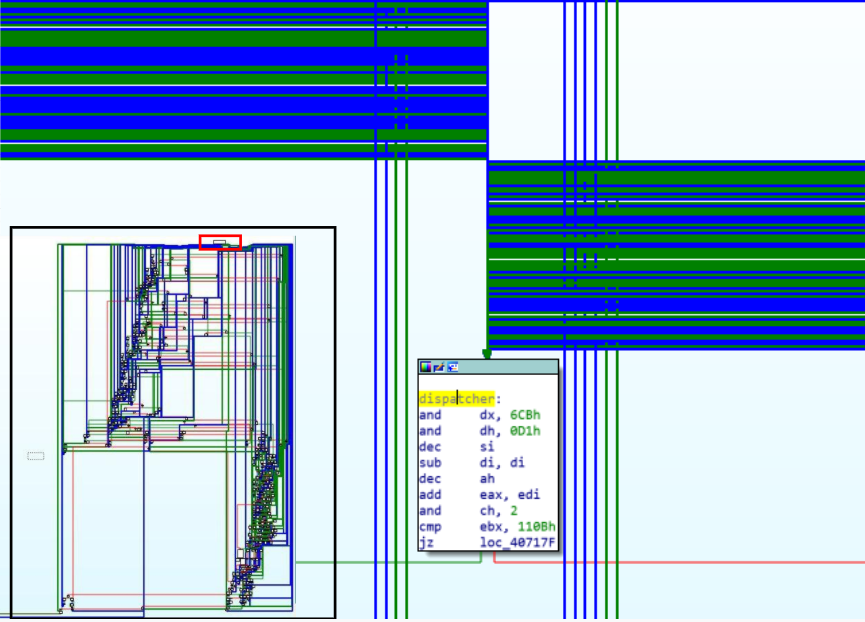 dispatcher:
and dx, 6CBh
and dh, 0D1h
dec si
sub di, di
dec ah
add eax, edi
and ch, 2
cmp ebx, 110Bh
jz loc_40717F